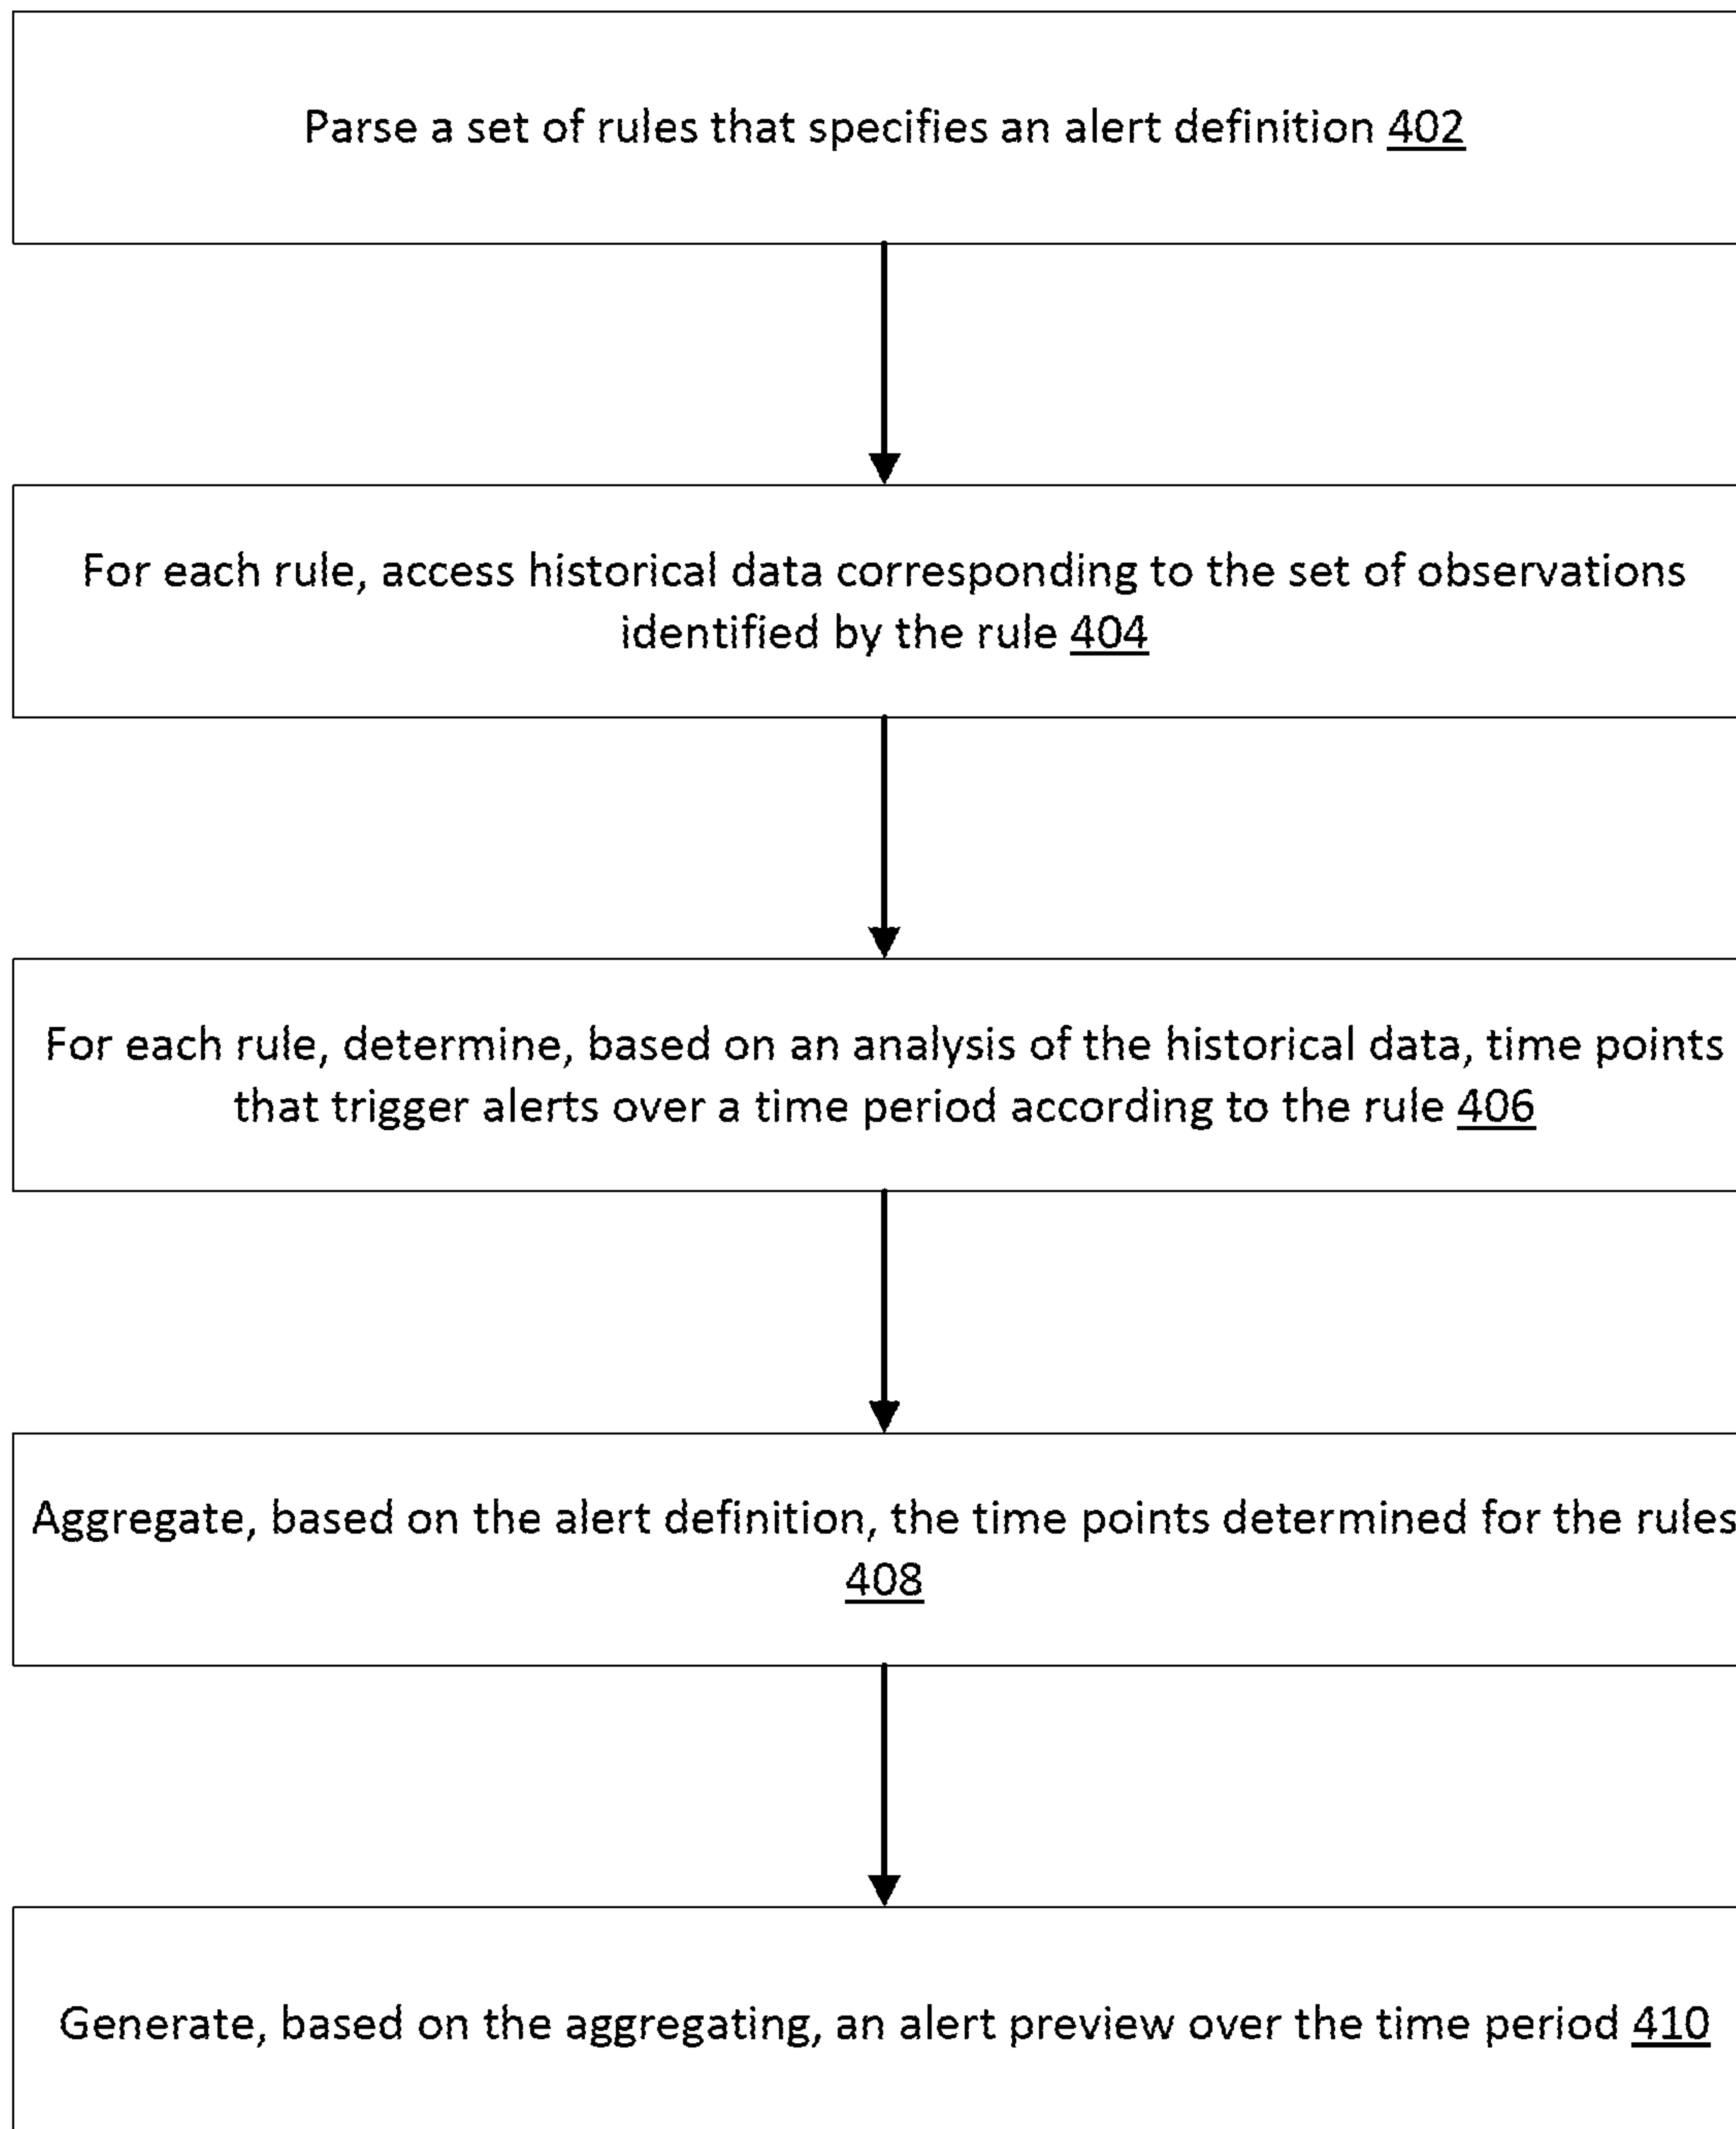 Parse a set of rules that specifies an alert definition 402
For each rule, access historical data corresponding to the set of observations
identified by the rule 404
For each rule, determine, based on an analysis of the historical data, time points
that trigger alerts over a time period according to the rule 406
Aggregate, based on the alert definition, the time points determined for the rules
408
Generate, based on the aggregating, an alert preview over the time period 410